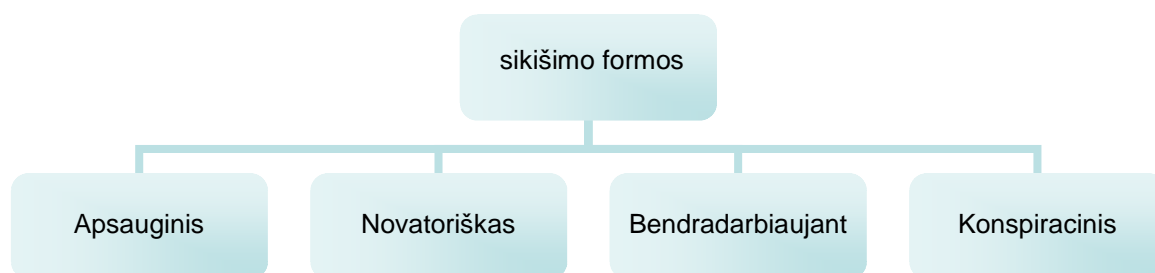 sikišimo formos
Apsauginis
Novatoriškas
Bendradarbiaujant
Konspiracinis